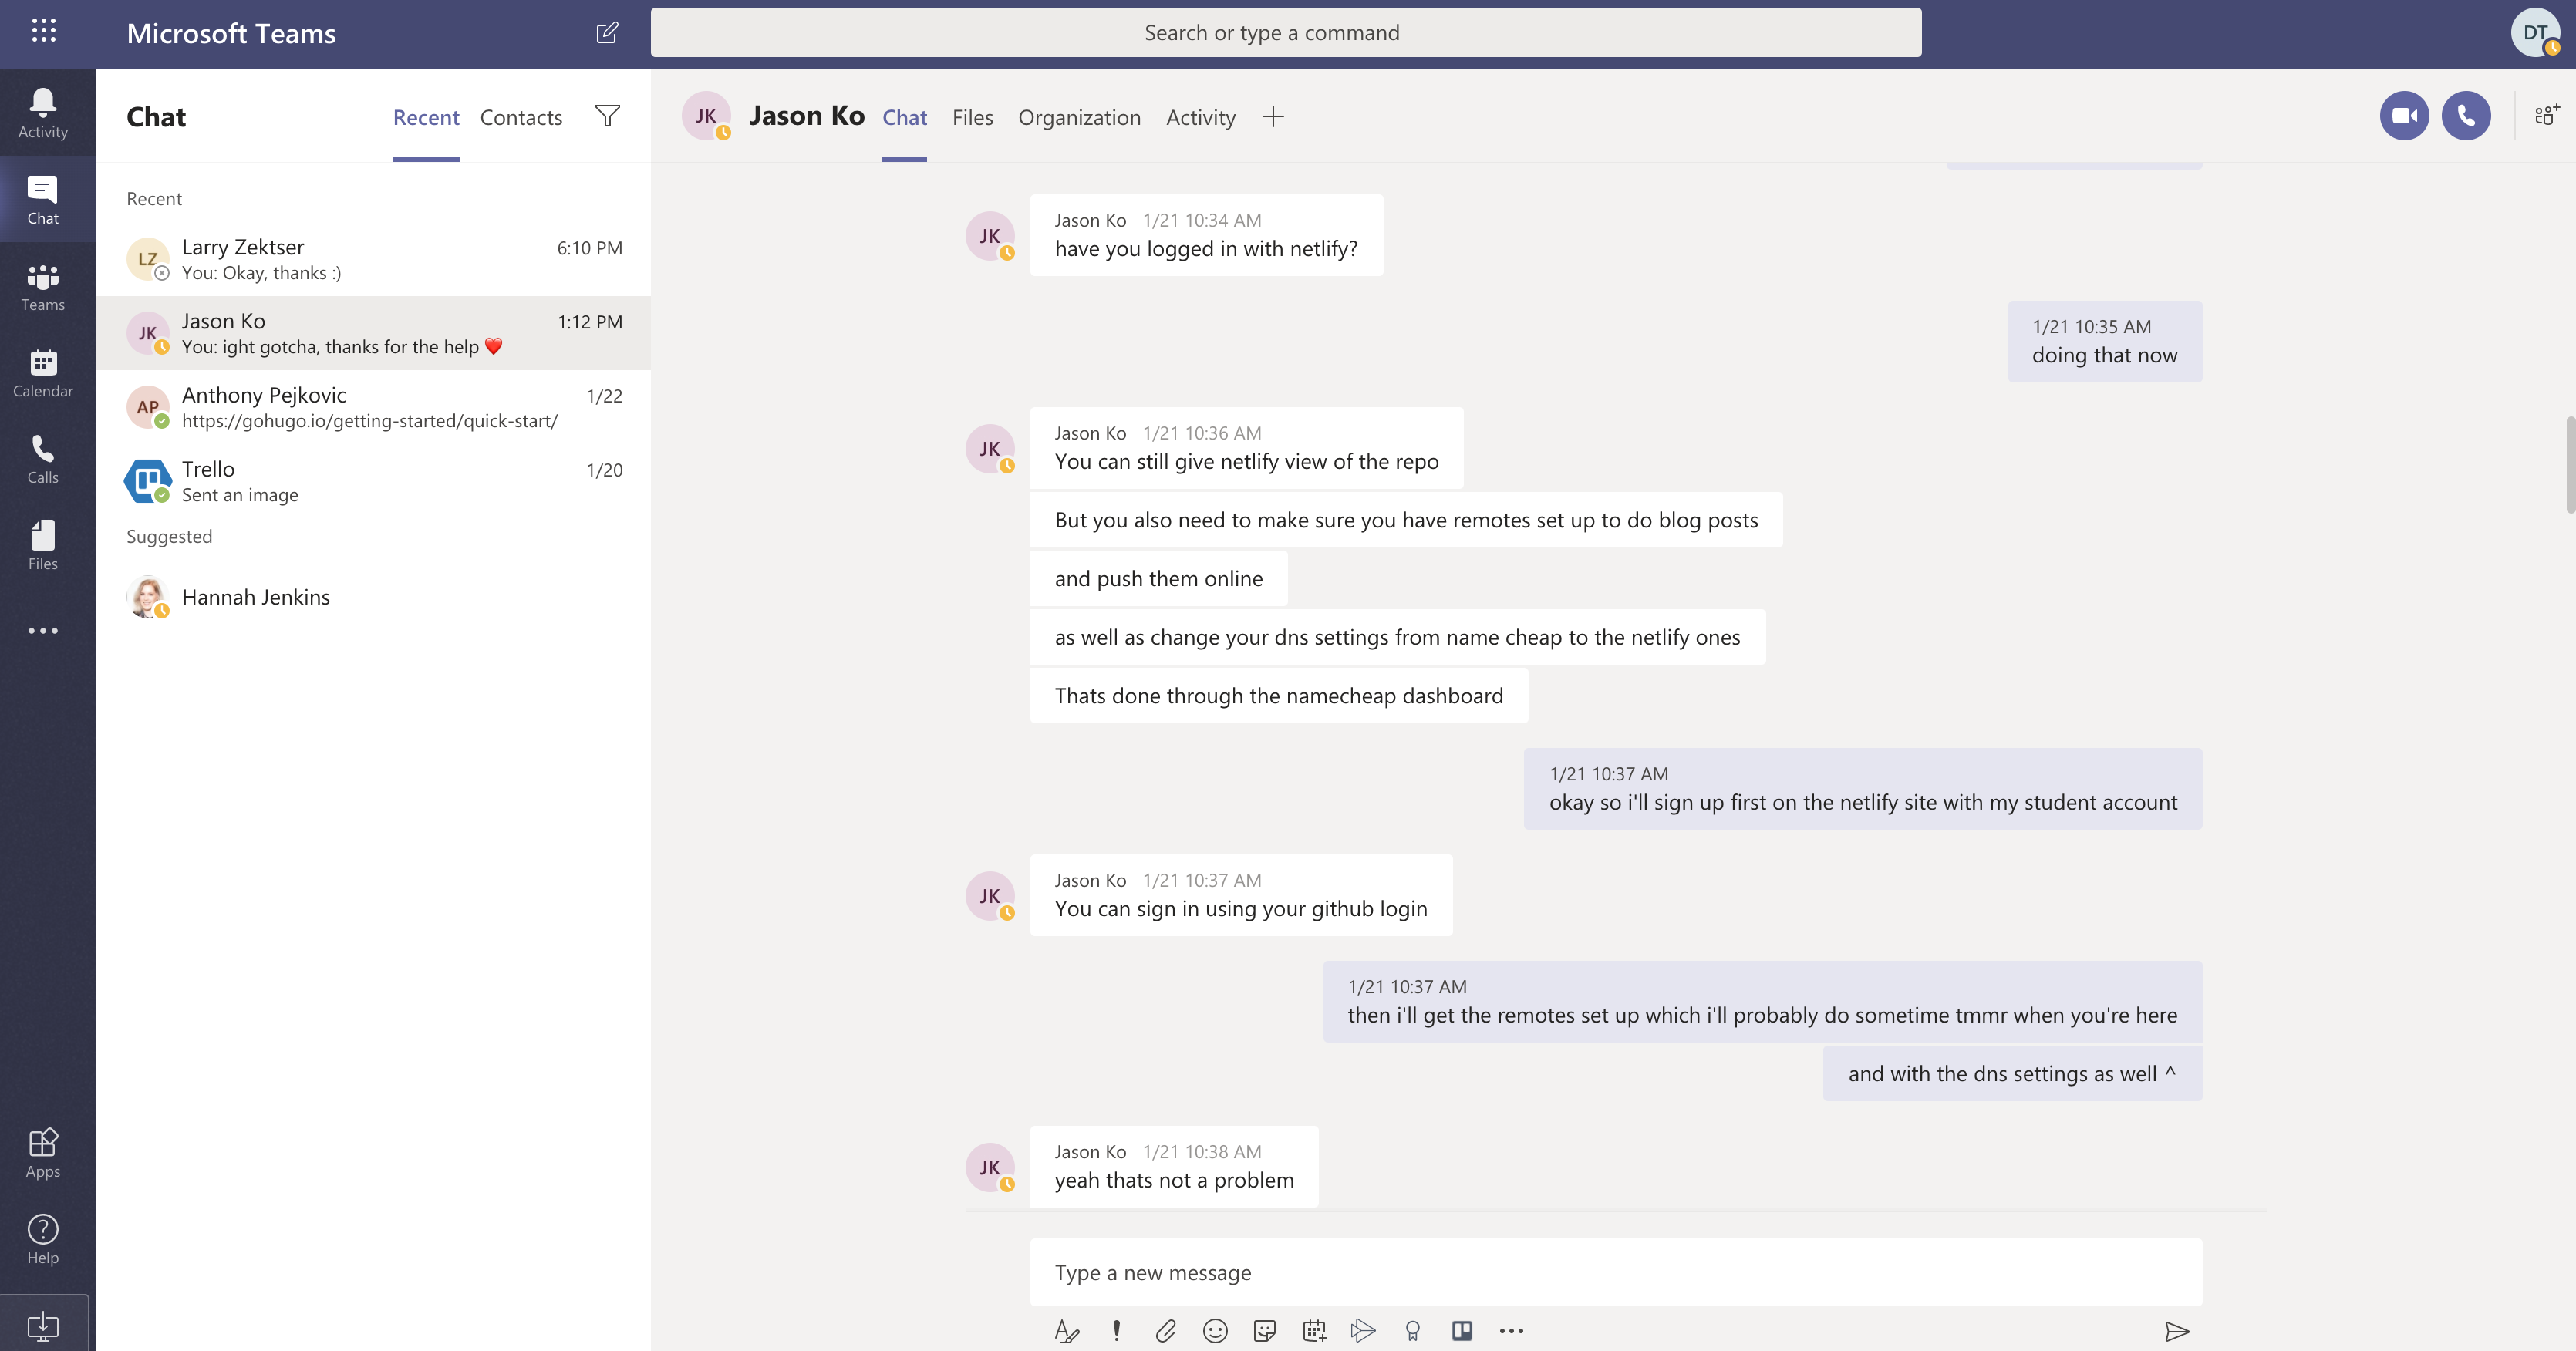 Microsoft Teams
Search or type a command
DT
Activity
Chat
Teams
Calendar
Calls
Files
Apps
Help
Chat
Recent
Contacts
Recent
LZ
Larry Zektser
6:10 PM
You: Okay, thanks :)
JK
Jason Ko
1:12 PM
You: ight gotcha, thanks for the help ❤️
AP
Anthony Pejkovic
1/22
https://gohugo.io/getting-started/quick-start/
Trello
1/20
Sent an image
Suggested
Hannah Jenkins
JK
Jason Ko
Chat
Files
Organization
Activity
JK
Jason Ko 1/21 10:34 AM
have you logged in with netlify?
1/21 10:35 AM
doing that now
JK
Jason Ko 1/21 10:36 AM
You can still give netlify view of the repo
But you also need to make sure you have remotes set up to do blog posts
and push them online
as well as change your dns settings from name cheap to the netlify ones
Thats done through the namecheap dashboard
1/21 10:37 AM
okay so i'll sign up first on the netlify site with my student account
JK
Jason Ko 1/21 10:37 AM
You can sign in using your github login
1/21 10:37 AM
then i'll get the remotes set up which i'll probably do sometime tmmr when you're here
and with the dns settings as well ^
JK
Jason Ko 1/21 10:38 AM
yeah thats not a problem
Type a new message